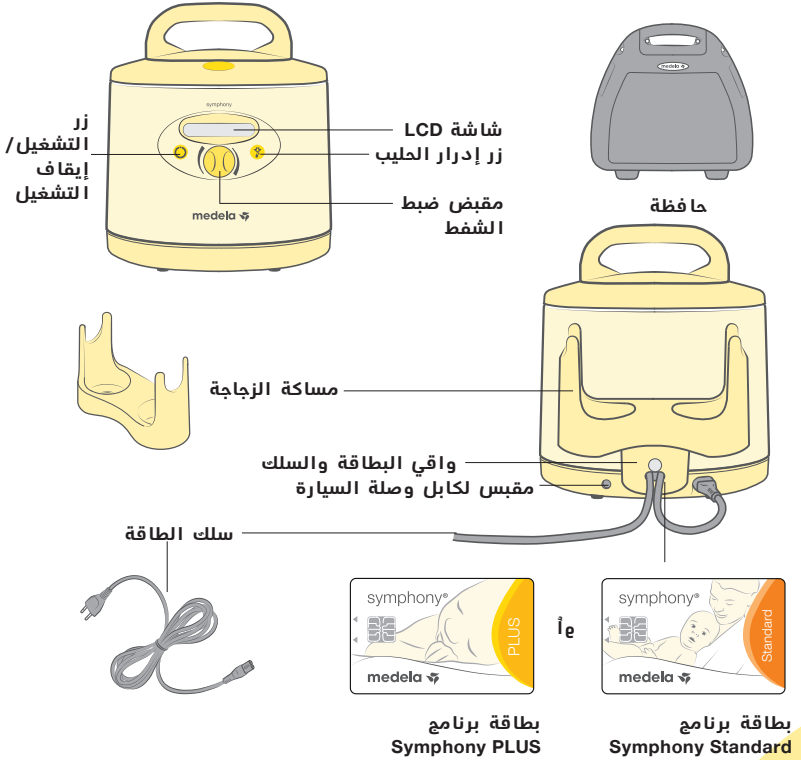 symphony
medela
زر
التشغيل/
إيقاف
التشغيل
شاشة LCD
زر إدرار الحليب
مقبض ضبط
الشفط
medela
حافظة
مساكة الزجاجة
واقي البطاقة والسلك
مقبس لكابل وصلة السيارة
سلك الطاقة
symphony®
Standard
medela
أو
symphony®
PLUS
medela
بطاقة برنامج
Symphony Standard
بطاقة برنامج
Symphony PLUS